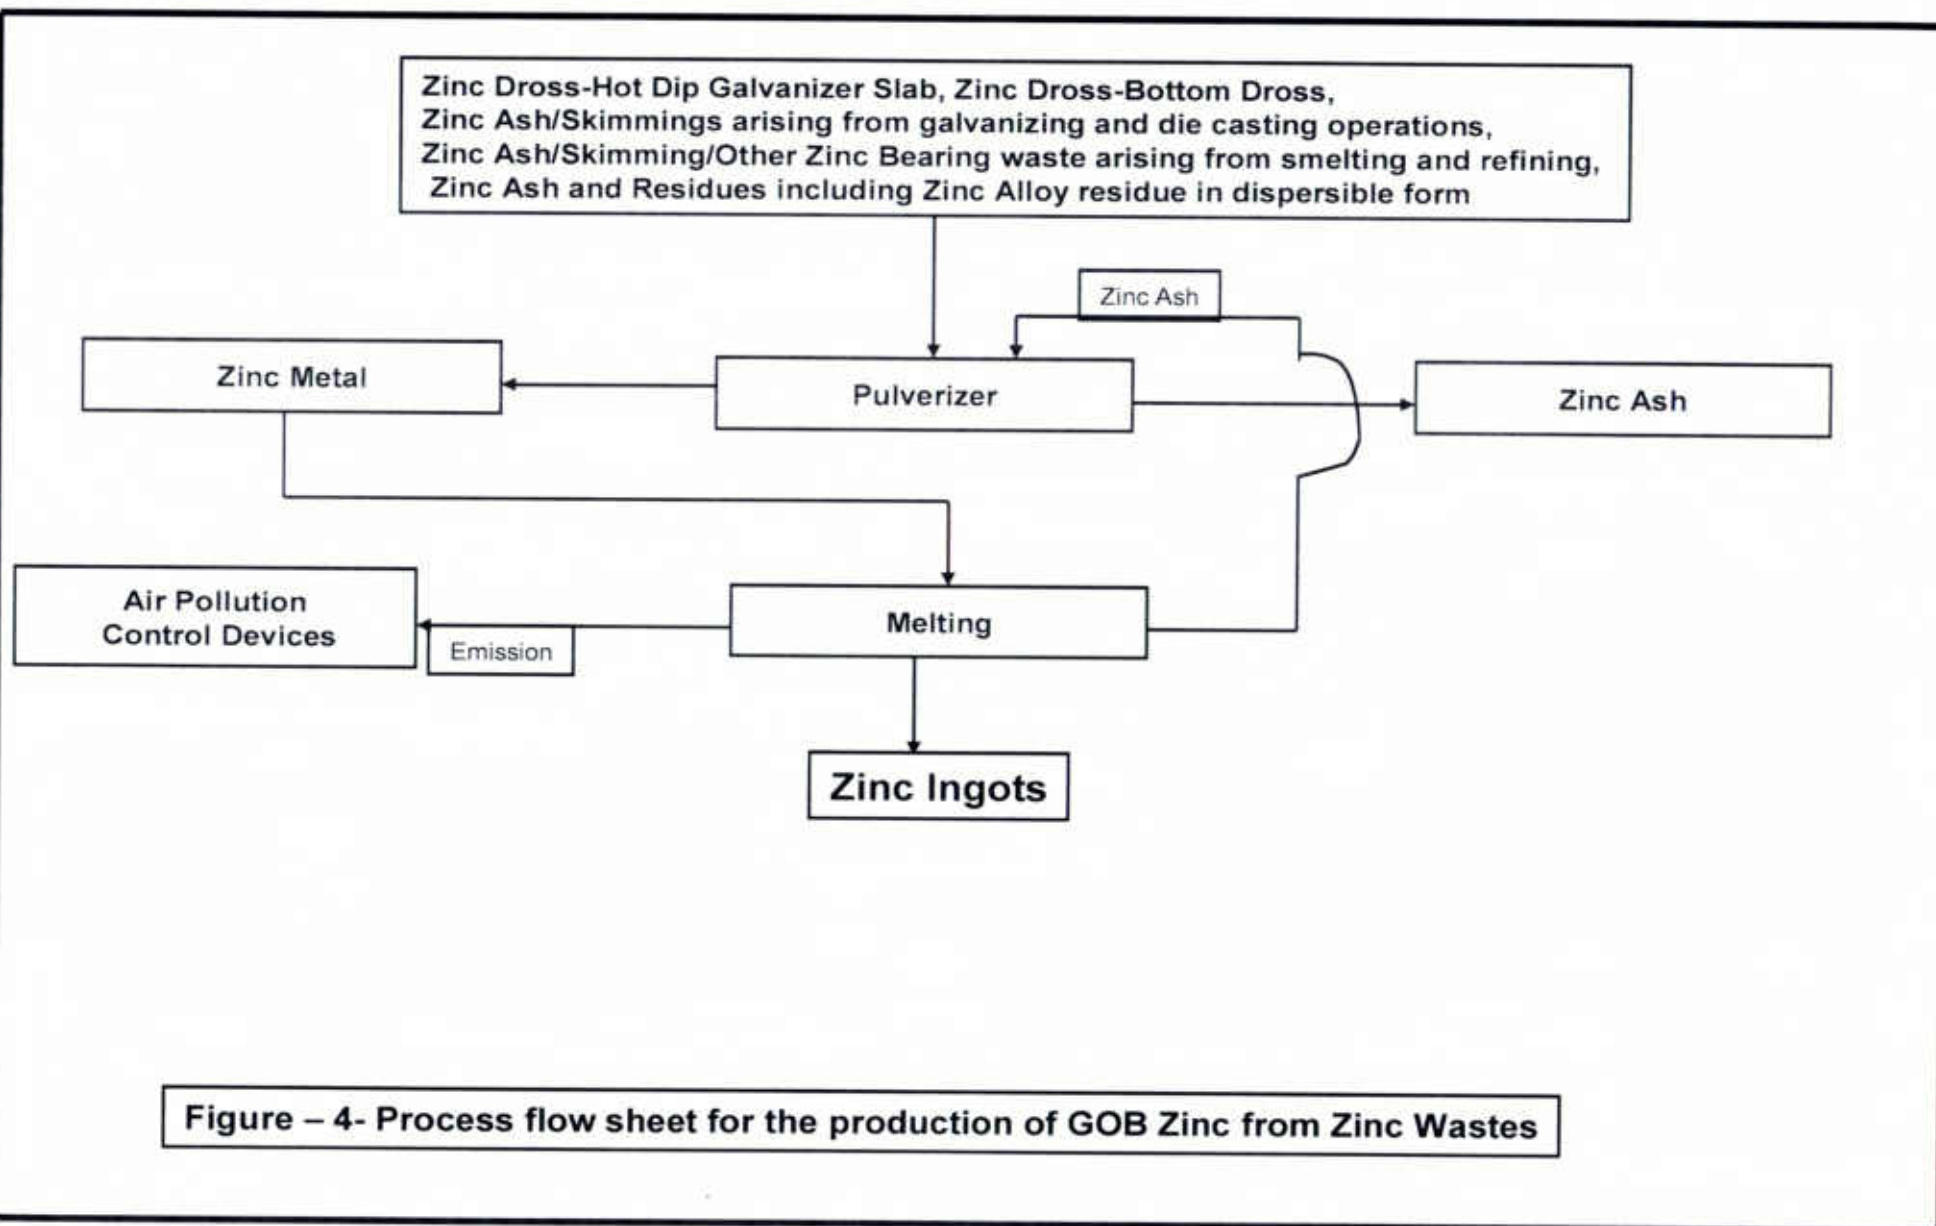 Zinc Dross-Hot Dip Galvanizer Slab, Zinc Dross-Bottom Dross,
Zinc Ash/Skimmings arising from galvanizing and die casting operations,
Zinc Ash/Skimming/Other Zinc Bearing waste arising from smelting and refining,
Zinc Ash and Residues including Zinc Alloy residue in dispersible form
Zinc Ash
Zinc Metal
Pulverizer
Zinc Ash
Air Pollution
Control Devices
Emission
Melting
Zinc Ingots
Figure – 4- Process flow sheet for the production of GOB Zinc from Zinc Wastes